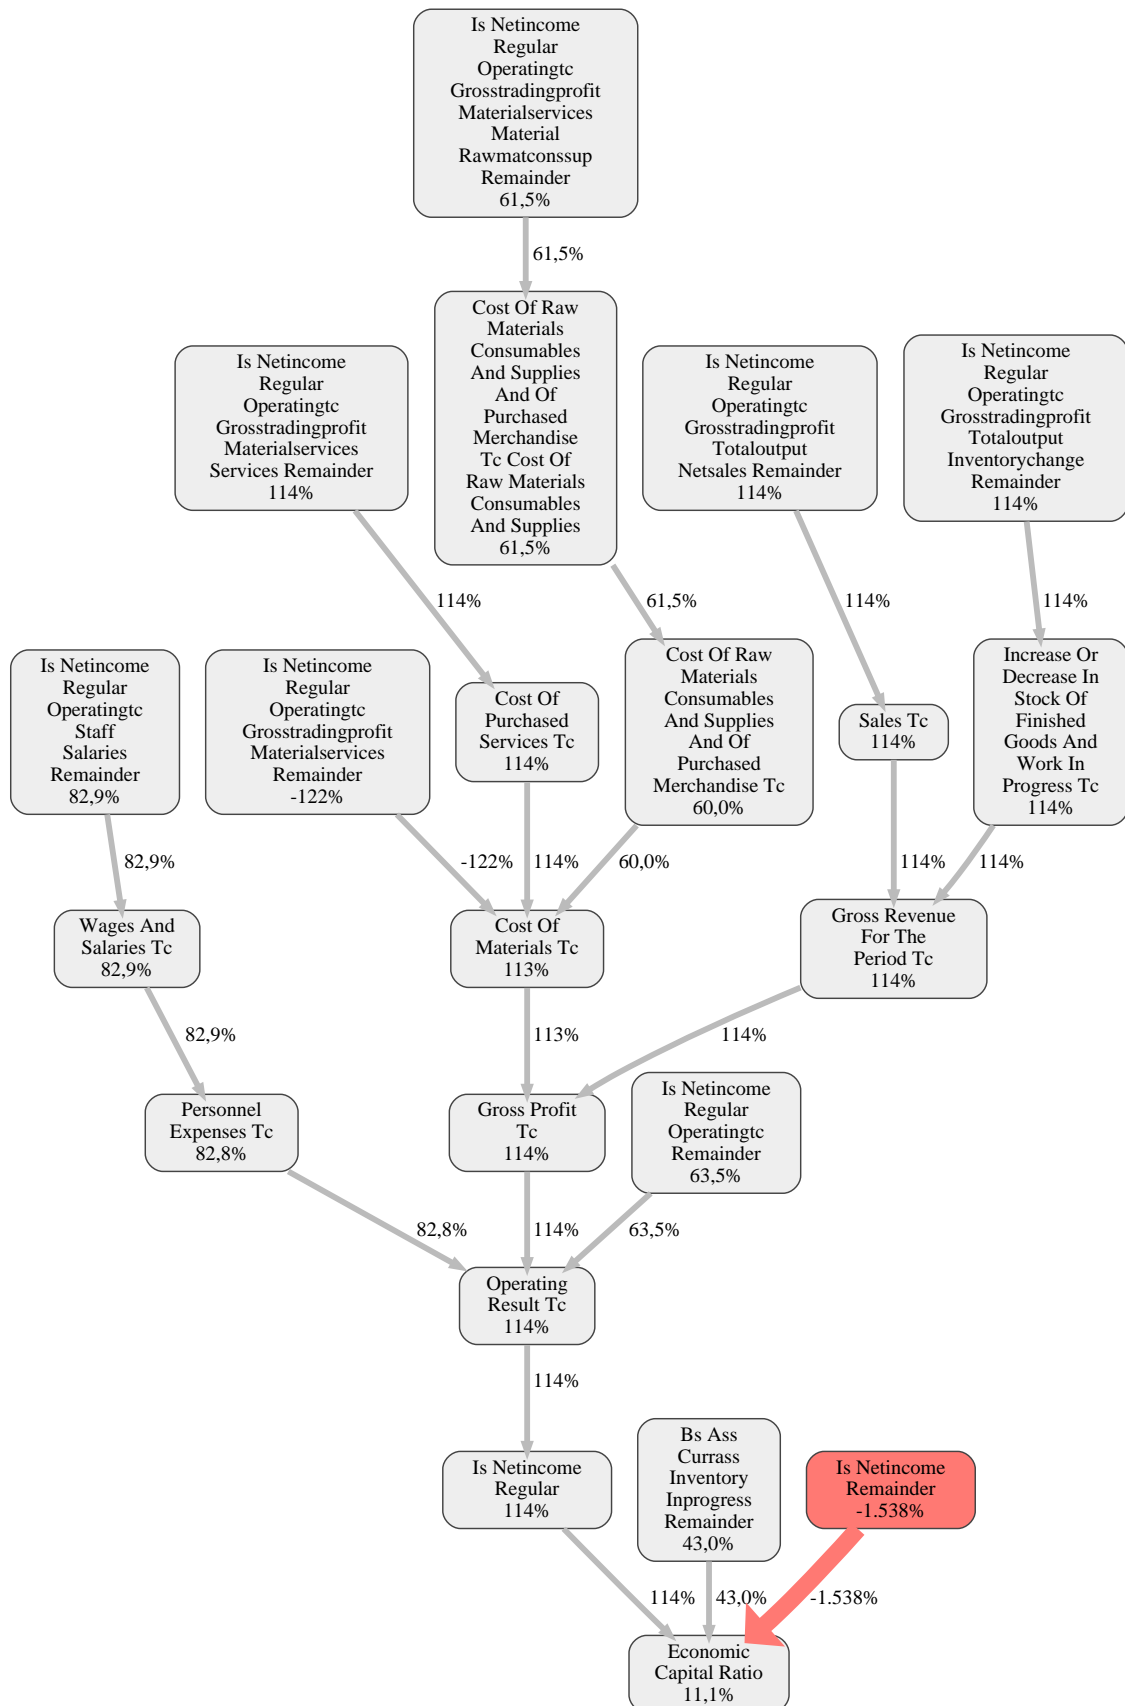 Is Netincome
Regular
Operatingtc
Grosstradingprofit
Materialservices
Material
Rawmatconssup
Remainder
61,5%
61,5%
Cost Of Raw
Materials
Consumables
And Supplies
And Of
Purchased
Merchandise
Tc Cost Of
Raw Materials
Consumables
And Supplies
61,5%
Is Netincome
Regular
Operatingtc
Grosstradingprofit
Materialservices
Services Remainder
114%
Is Netincome
Regular
Operatingtc
Grosstradingprofit
Totaloutput
Netsales Remainder
114%
Is Netincome
Regular
Operatingtc
Grosstradingprofit
Totaloutput
Inventorychange
Remainder
114%
114%
61,5%
114%
114%
Is Netincome
Regular
Operatingtc
Staff
Salaries
Remainder
82,9%
Is Netincome
Regular
Operatingtc
Grosstradingprofit
Materialservices
Remainder
-122%
Cost Of
Purchased
Services Tc
114%
Cost Of Raw
Materials
Consumables
And Supplies
And Of
Purchased
Merchandise Tc
60,0%
Sales Tc
114%
Increase Or
Decrease In
Stock Of
Finished
Goods And
Work In
Progress Tc
114%
82,9%
-122%
114%
60,0%
114%
114%
Wages And
Salaries Tc
82,9%
Cost Of
Materials Tc
113%
Gross Revenue
For The
Period Tc
114%
82,9%
113%
114%
Personnel
Expenses Tc
82,8%
Gross Profit
Tc
114%
Is Netincome
Regular
Operatingtc
Remainder
63,5%
82,8%
114%
63,5%
Operating
Result Tc
114%
114%
Is Netincome
Regular
114%
Bs Ass
Currass
Inventory
Inprogress
Remainder
43,0%
Is Netincome
Remainder
-1.538%
114%
43,0%
-1.538%
Economic
Capital Ratio
11,1%